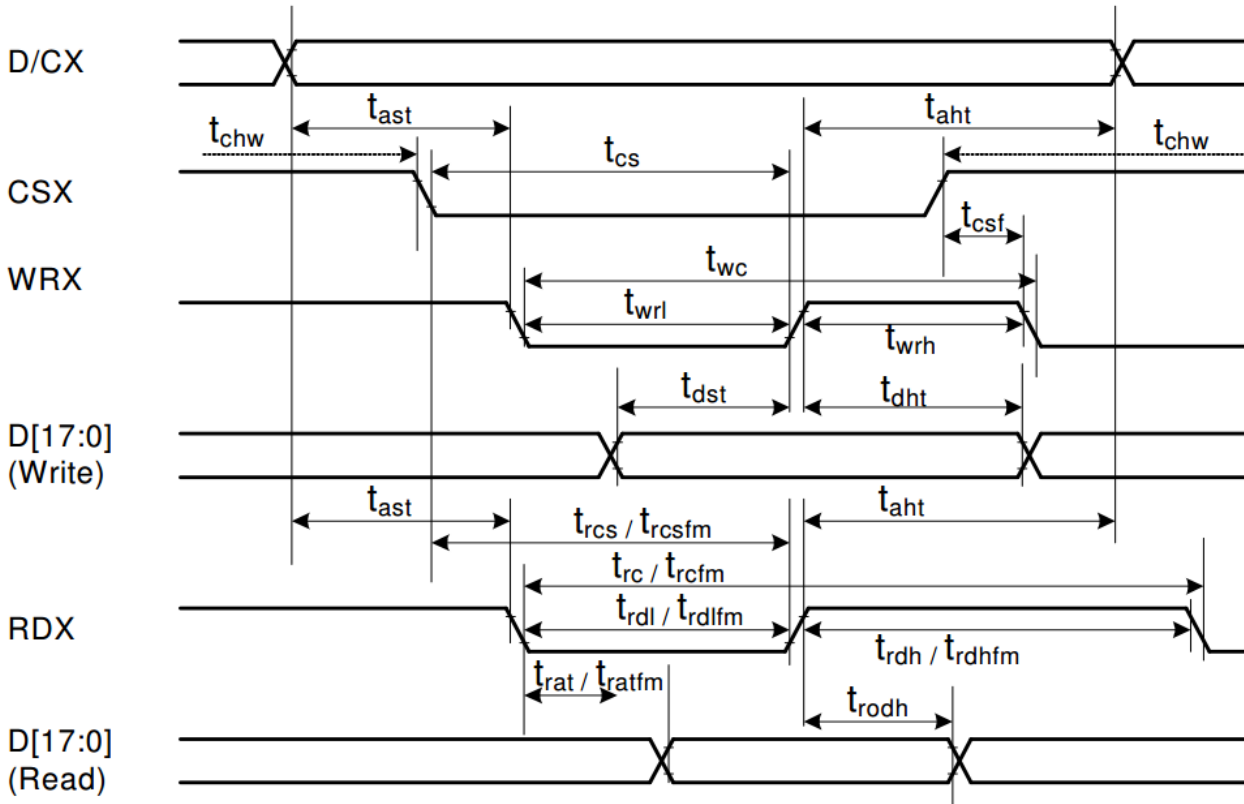 D/CX
t_ast
t_aht
t_chw
t_cs
t_chw
CSX
t_csf
WRX
t_wc
t_wrl
t_wrh
t_dst
t_dht
D[17:0]
(Write)
t_ast
t_aht
t_rcs / t_rcsfm
t_rc / t_rcfm
RDX
t_rdl / t_rdlfm
t_rdh / t_rdhfm
t_rat / t_ratfm
t_rodh
D[17:0]
(Read)